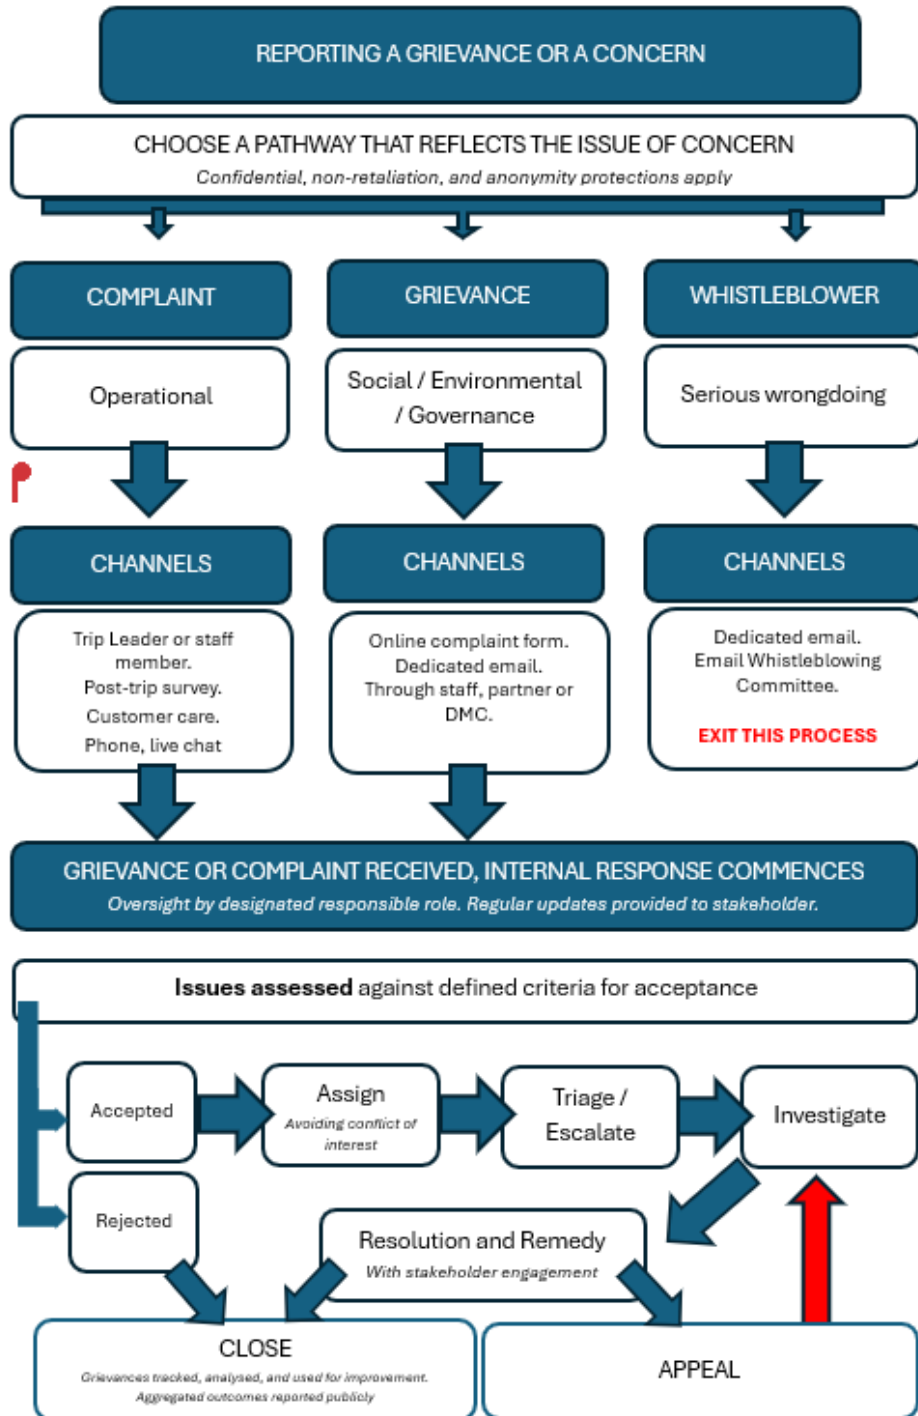 REPORTING A GRIEVANCE OR A CONCERN
CHOOSE A PATHWAY THAT REFLECTS THE ISSUE OF CONCERN
Confidential, non-retaliation, and anonymity protections apply
COMPLAINT
Operational
GRIEVANCE
Social / Environmental
/ Governance
WHISTLEBLOWER
Serious wrongdoing
CHANNELS
Trip Leader or staff
member.
Post-trip survey.
Customer care.
Phone, live chat
CHANNELS
Online complaint form.
Dedicated email.
Through staff, partner or
DMC.
CHANNELS
Dedicated email.
Email Whistleblowing
Committee.
EXIT THIS PROCESS
GRIEVANCE OR COMPLAINT RECEIVED, INTERNAL RESPONSE COMMENCES
Oversight by designated responsible role. Regular updates provided to stakeholder.
Issues assessed against defined criteria for acceptance
Accepted
Assign
Avoiding conflict of
interest
Triage /
Escalate
Investigate
Rejected
Resolution and Remedy
With stakeholder engagement
CLOSE
Grievances tracked, analysed, and used for improvement.
Aggregated outcomes reported publicly
APPEAL